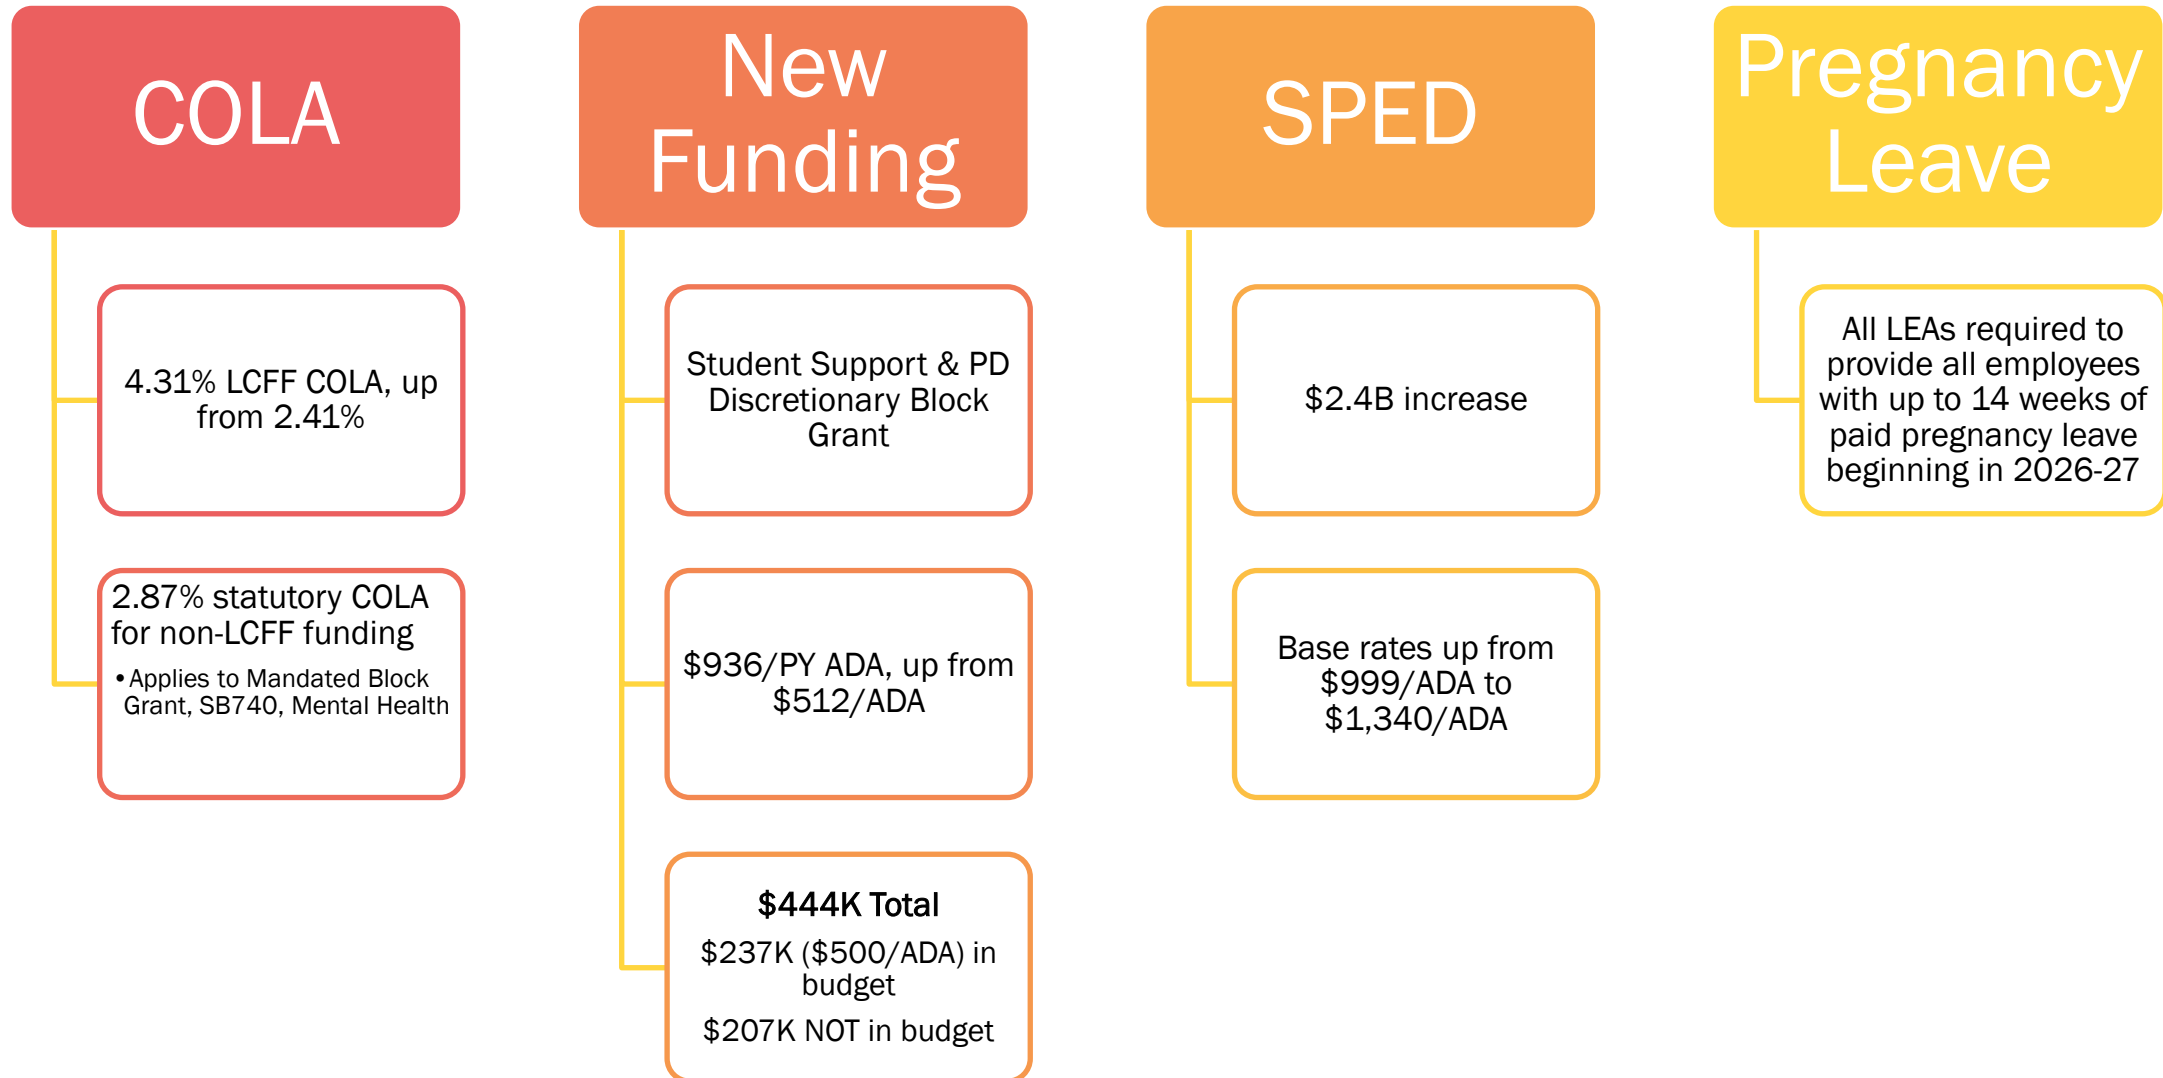 COLA
4.31% LCFF COLA, up
from 2.41%
2.87% statutory COLA
for non-LCFF funding
•Applies to Mandated Block
Grant, SB740, Mental Health
New
Funding
Student Support & PD
Discretionary Block
Grant
$936/PY ADA, up from
$512/ADA
$444K Total
$237K ($500/ADA) in
budget
$207K NOT in budget
SPED
$2.4B increase
Base rates up from
$999/ADA to
$1,340/ADA
Pregnancy
Leave
All LEAs required to
provide all employees
with up to 14 weeks of
paid pregnancy leave
beginning in 2026-27